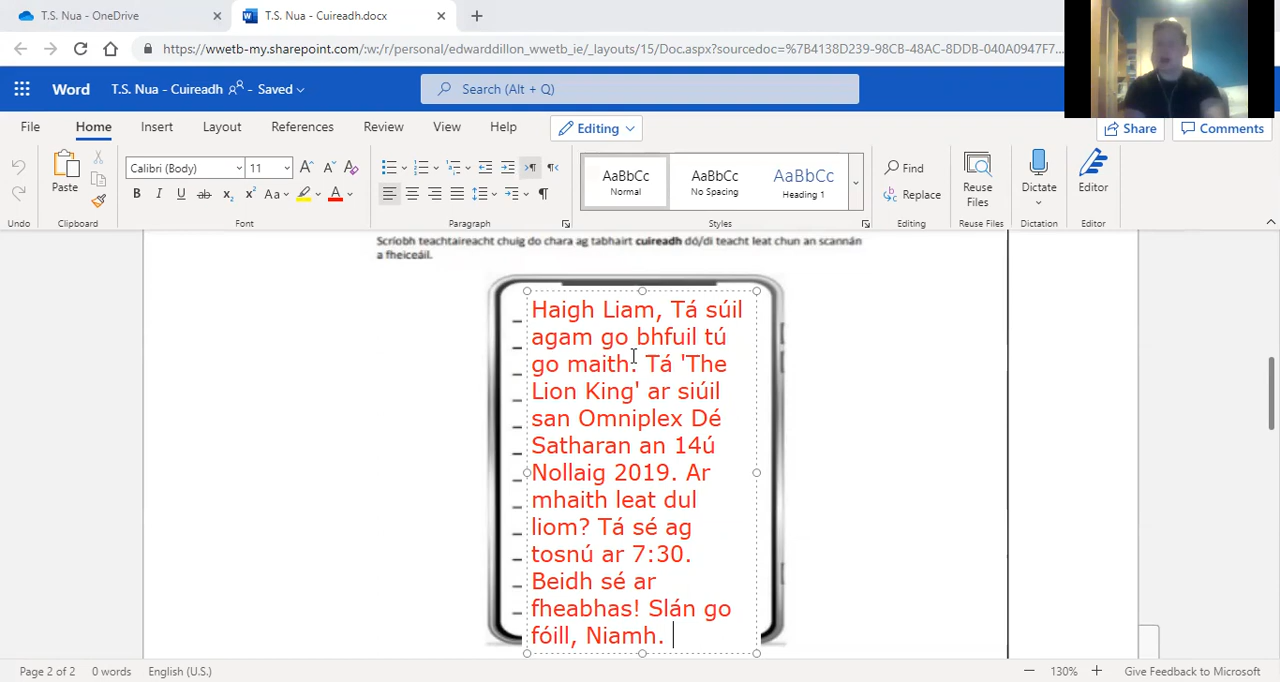 T.S. Nua - OneDrive
T.S. Nua - Cuireadh.docx
https://wwetb-my.sharepoint.com/:w:/r/personal/edwarddillon_wwetb_ie/_layouts/15/Doc.aspx?sourcedoc=%7B4138D239-98CB-48AC-8DDB-040A0947F7...
Word T.S. Nua - Cuireadh - Saved
Search (Alt + Q)
File Home Insert Layout References Review View Help Editing Share Comments
Calibri (Body) 11
Paste
AaBbCc AaBbCc AaBbCc
Normal No Spacing Heading 1
Find
Replace
Reuse Files
Dictate
Editor
Undo Clipboard Font Paragraph Styles Editing Reuse Files Dictation Editor
Scríobh teachtaireacht chuig do chara ag tabhairt cuireadh dó/di teacht leat chun an scannán
a fheiceáil.
Haigh Liam, Tá súil
agam go bhfuil tú
go maith. Tá 'The
Lion King' ar siúil
san Omniplex Dé
Satharan an 14ú
Nollaig 2019. Ar
mhaith leat dul
liom? Tá sé ag
tosnú ar 7:30.
Beidh sé ar
fheabhas! Slán go
fóill, Niamh.
Page 2 of 2 0 words English (U.S.) 130% Give Feedback to Microsoft